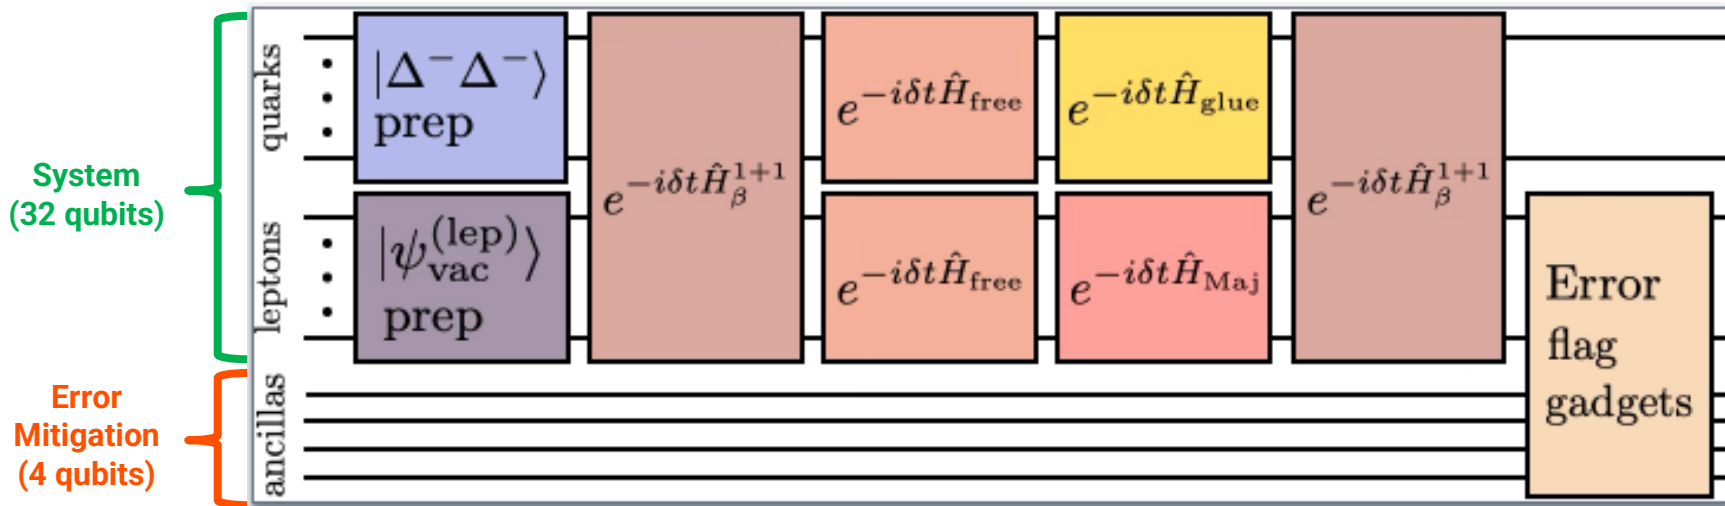 System
(32 qubits)
Error
Mitigation
(4 qubits)
quarks
leptons
ancillas
|Δ⁻Δ⁻⟩
prep
|ψ_vac^(lep)⟩
prep
e^{-iδtĤ_β^{1+1}}
e^{-iδtĤ_free}
e^{-iδtĤ_glue}
e^{-iδtĤ_free}
e^{-iδtĤ_Maj}
e^{-iδtĤ_β^{1+1}}
Error
flag
gadgets